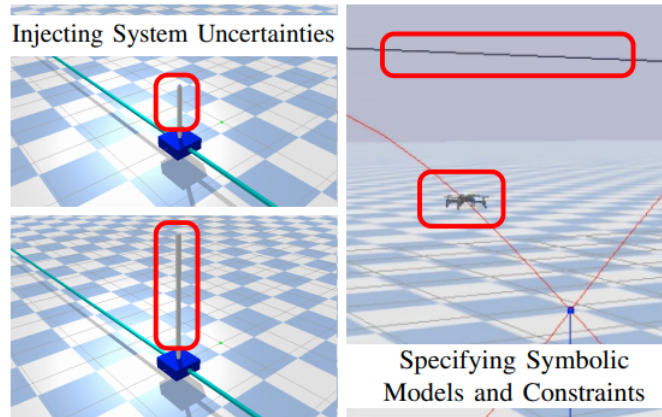 Injecting System Uncertainties
Specifying Symbolic
Models and Constraints